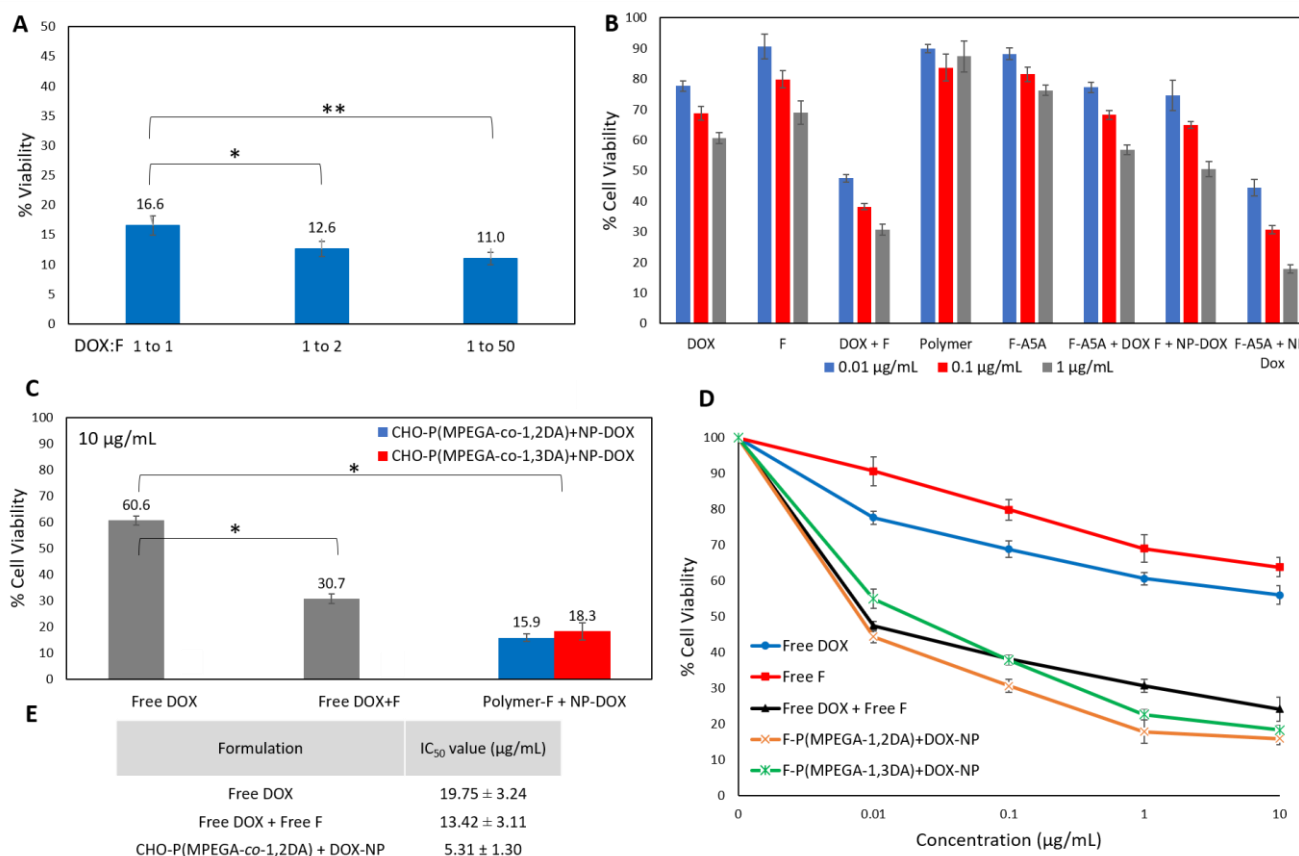 A
50
45
40
35
30
25
20
15
10
5
0
% Viability
**
*
16.6
12.6
11.0
DOX:F 1 to 1 1 to 2 1 to 50
B
100
90
80
70
60
50
40
30
20
10
0
% Cell Viability
DOX F DOX + F Polymer F-A5A F-A5A + DOX F + NP-DOX F-A5A + NP
Dox
0.01 µg/mL 0.1 µg/mL 1 µg/mL
C
100
90
80
70
60
50
40
30
20
10
0
% Cell Viability
10 µg/mL
CHO-P(MPEGA-co-1,2DA)+NP-DOX
CHO-P(MPEGA-co-1,3DA)+NP-DOX
*
*
60.6
30.7
15.9
18.3
Free DOX Free DOX+F Polymer-F + NP-DOX
D
100
90
80
70
60
50
40
30
20
10
0
% Cell Viability
Free DOX
Free F
Free DOX + Free F
F-P(MPEGA-1,2DA)+DOX-NP
F-P(MPEGA-1,3DA)+DOX-NP
0 0.01 0.1 1 10
Concentration (µg/mL)
E
Formulation IC50 value (µg/mL)
Free DOX 19.75 ± 3.24
Free DOX + Free F 13.42 ± 3.11
CHO-P(MPEGA-co-1,2DA) + DOX-NP 5.31 ± 1.30